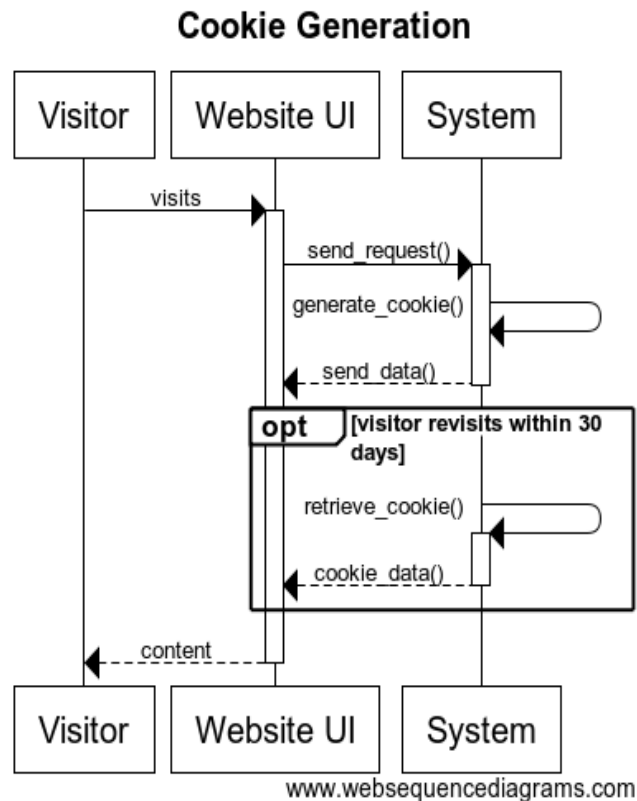 Cookie Generation
Visitor
Website UI
System
visits
send_request()
generate_cookie()
send_data()
opt
[visitor revisits within 30
days]
retrieve_cookie()
cookie_data()
content
Visitor
Website UI
System
www.websequencediagrams.com